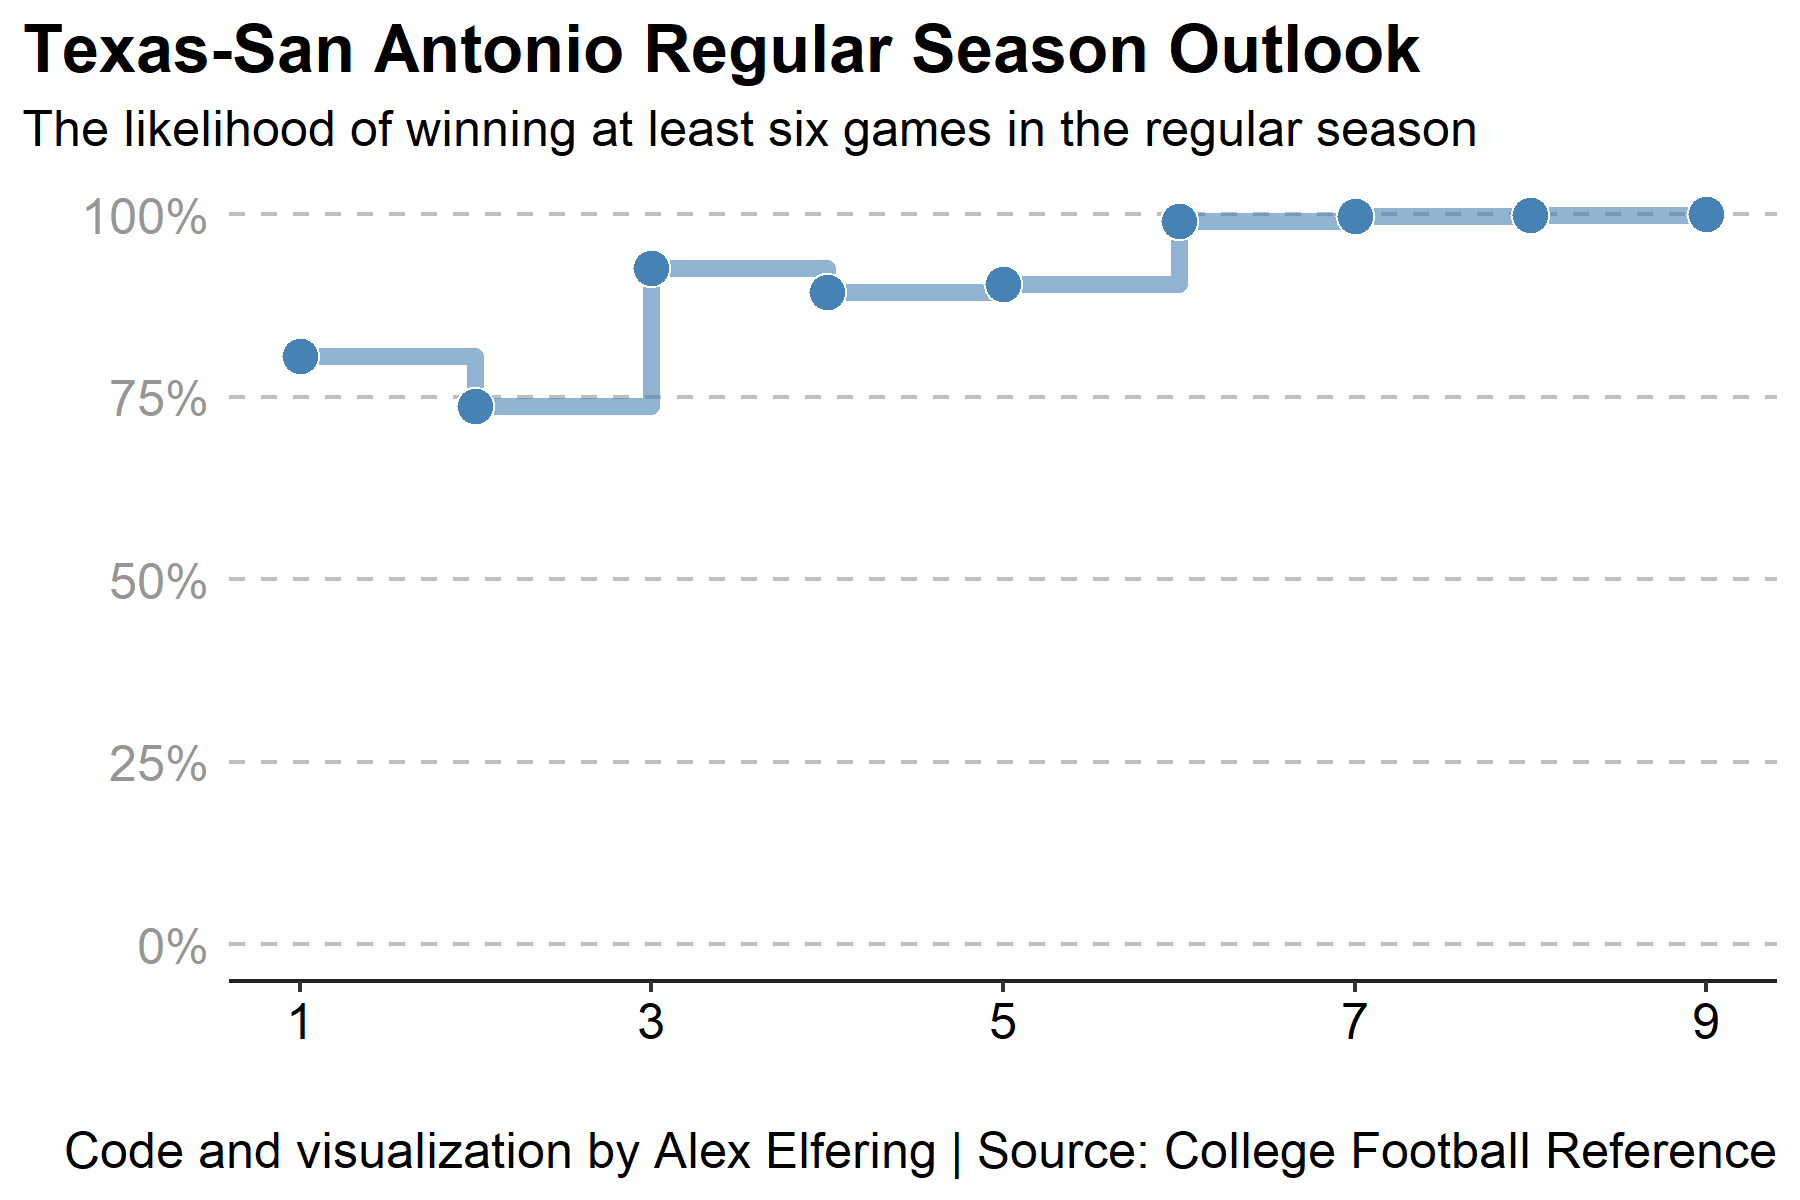 Texas-San Antonio Regular Season Outlook
The likelihood of winning at least six games in the regular season
100%
75%
50%
25%
0%
1 3 5 7 9
Code and visualization by Alex Elfering | Source: College Football Reference